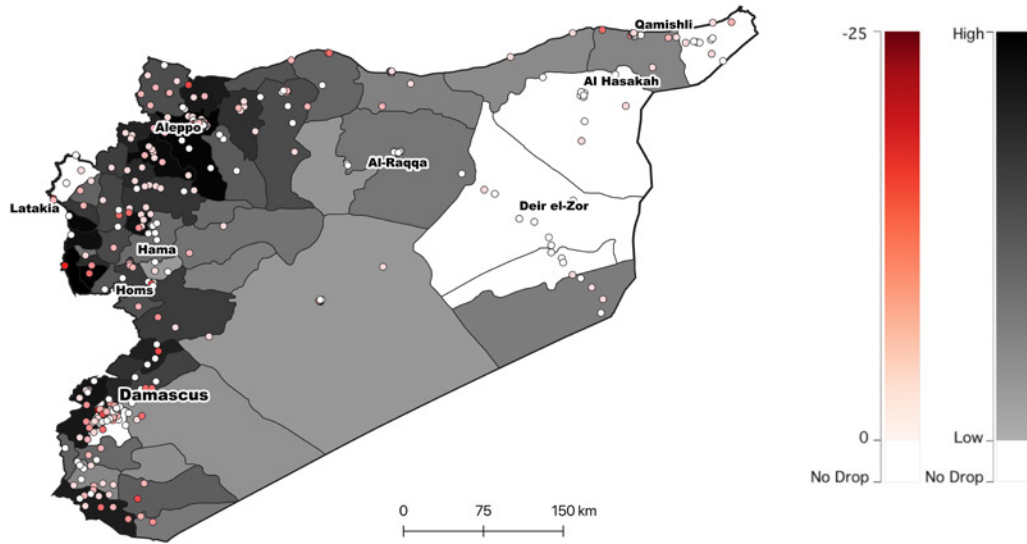 Qamishli
-25
High
Al Hasakah
Aleppo
Al-Raqqa
Latakia
Deir el-Zor
Hama
Homs
Damascus
0
Low
No Drop
No Drop
0 75 150 km